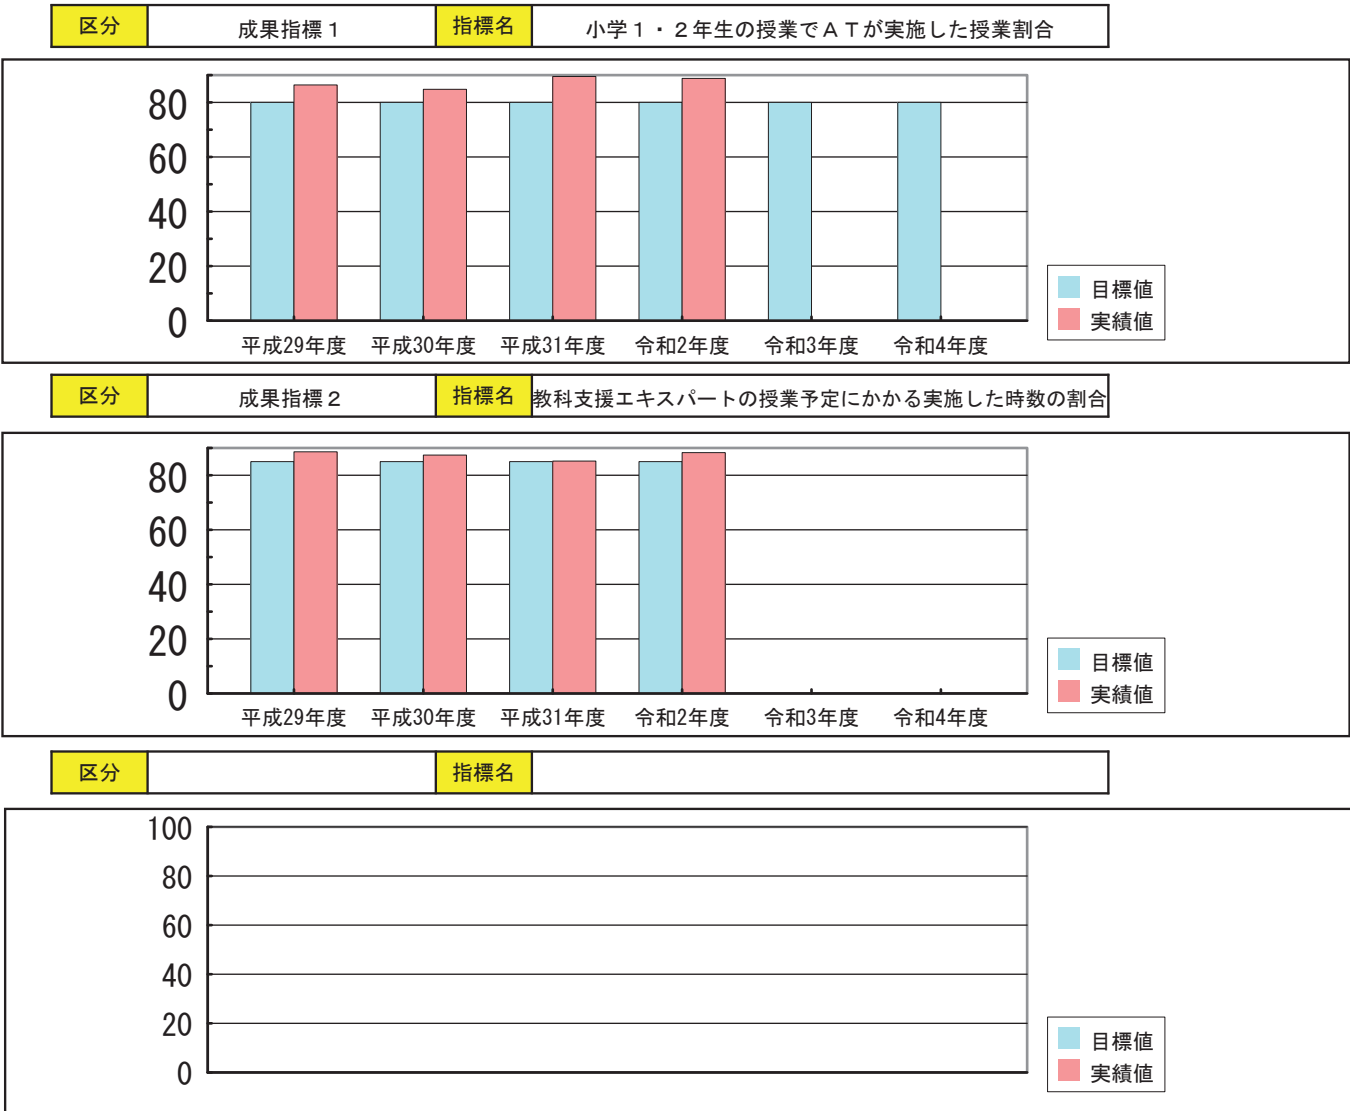 区分 成果指標１ 指標名 小学１・２年生の授業でＡＴが実施した授業割合
80
60
40
20
0
平成29年度 平成30年度 平成31年度 令和2年度 令和3年度 令和4年度
目標値
実績値
区分 成果指標２ 指標名 教科支援エキスパートの授業予定にかかる実施した時数の割合
80
60
40
20
0
平成29年度 平成30年度 平成31年度 令和2年度 令和3年度 令和4年度
目標値
実績値
区分 指標名
100
80
60
40
20
0
目標値
実績値